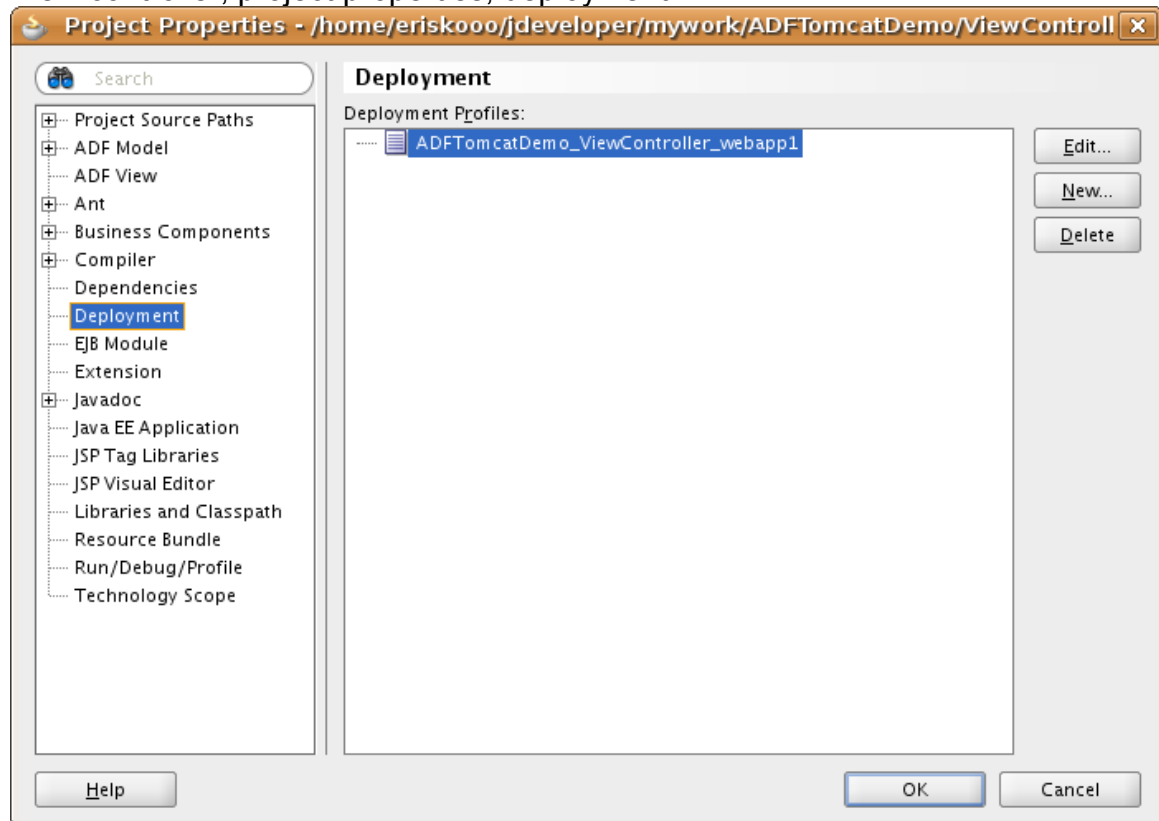 Project Properties - /home/eriskooo/jdeveloper/mywork/ADFTomcatDemo/ViewControll
Search
Project Source Paths
ADF Model
ADF View
Ant
Business Components
Compiler
Dependencies
Deployment
EJB Module
Extension
Javadoc
Java EE Application
JSP Tag Libraries
JSP Visual Editor
Libraries and Classpath
Resource Bundle
Run/Debug/Profile
Technology Scope
Deployment
Deployment Profiles:
ADFTomcatDemo_ViewController_webapp1
Edit...
New...
Delete
Help
OK
Cancel